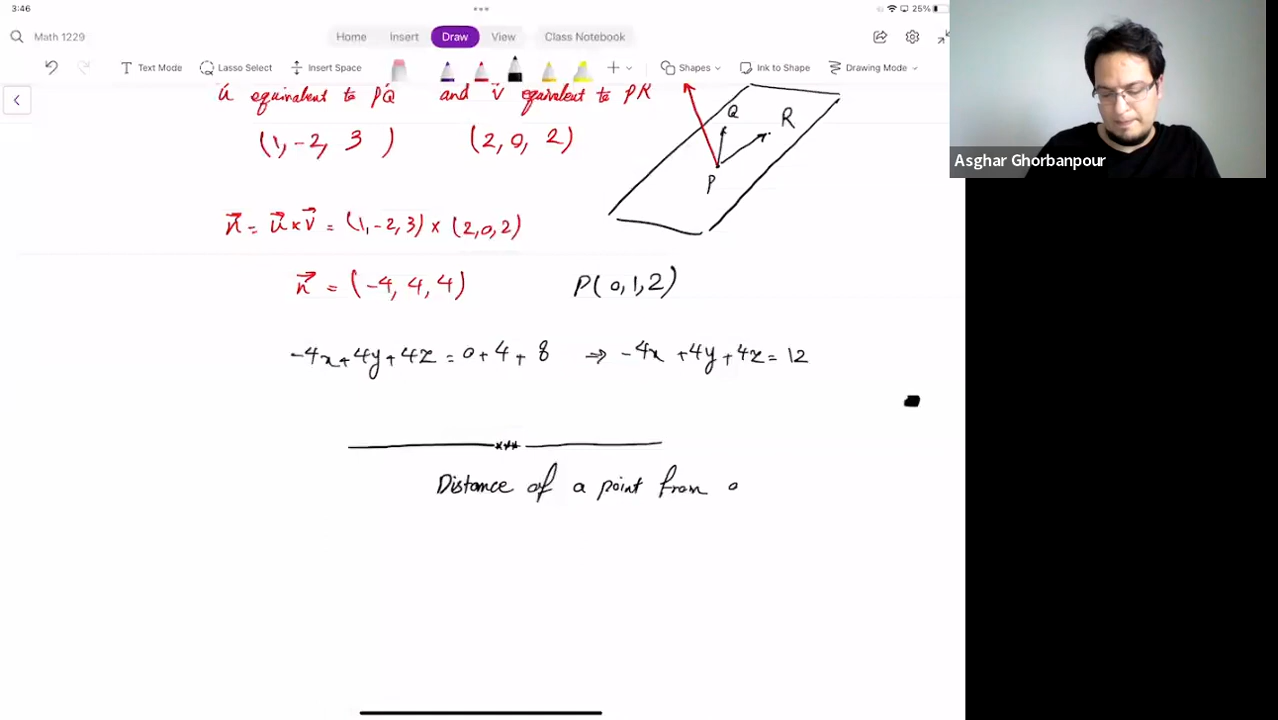 3:46
25%
Math 1229
Home Insert Draw View Class Notebook
Text Mode Lasso Select Insert Space Shapes Ink to Shape Drawing Mode
u⃗ equivalent to PQ⃗ and v⃗ equivalent to PR
(1, -2, 3) (2, 0, 2)
Q
R
P
n⃗ = u⃗ × v⃗ = (1, -2, 3) × (2, 0, 2)
n⃗ = (-4, 4, 4) P(0, 1, 2)
-4x + 4y + 4z = 0 + 4 + 8 ⇒ -4x + 4y + 4z = 12
Distance of a point from a
Asghar Ghorbanpour